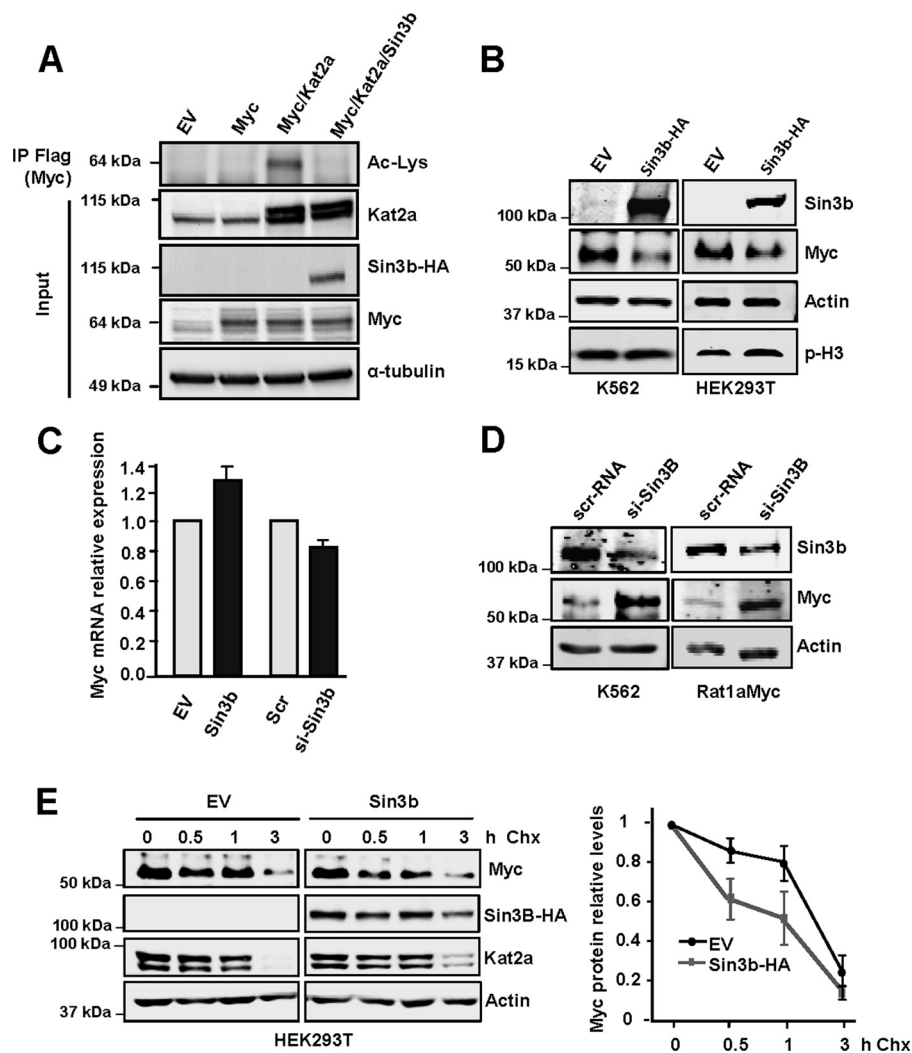 A
EV
Myc
Myc/Kat2a
Myc/Kat2a/Sin3b
IP Flag
(Myc)
64 kDa
Ac-Lys
Input
115 kDa
Kat2a
115 kDa
Sin3b-HA
64 kDa
Myc
49 kDa
α-tubulin
B
EV
Sin3b-HA
EV
Sin3b-HA
100 kDa
Sin3b
50 kDa
Myc
37 kDa
Actin
15 kDa
p-H3
K562
HEK293T
C
Myc mRNA relative expression
1.4
1.2
1.0
0.8
0.6
0.4
0.2
0.0
EV
Sin3b
Scr
si-Sin3b
D
scr-RNA
si-Sin3B
scr-RNA
si-Sin3B
100 kDa
Sin3b
50 kDa
Myc
37 kDa
Actin
K562
Rat1aMyc
E
EV
Sin3b
0 0.5 1 3 0 0.5 1 3 h Chx
50 kDa
Myc
100 kDa
Sin3B-HA
100 kDa
Kat2a
37 kDa
Actin
HEK293T
Myc protein relative levels
1
0.8
0.6
0.4
0.2
0
EV
Sin3b-HA
0 0.5 1 3 h Chx